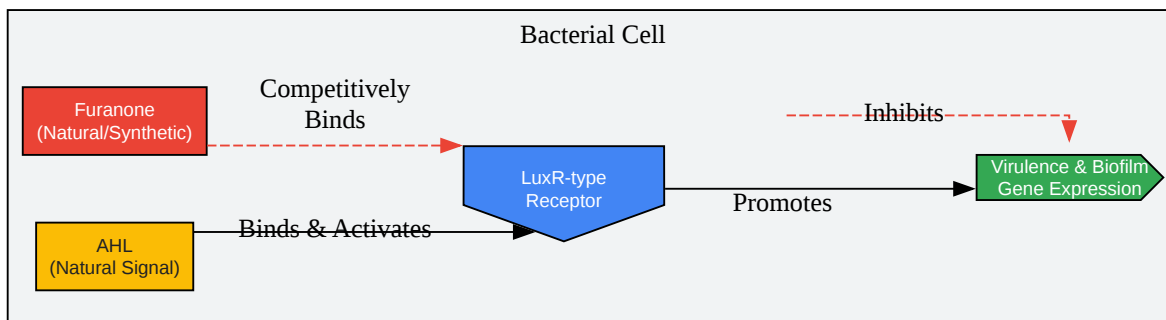 Bacterial Cell
Furanone
(Natural/Synthetic)
Competitively
Binds
Inhibits
LuxR-type
Receptor
Virulence & Biofilm
Gene Expression
Promotes
AHL
(Natural Signal)
Binds & Activates